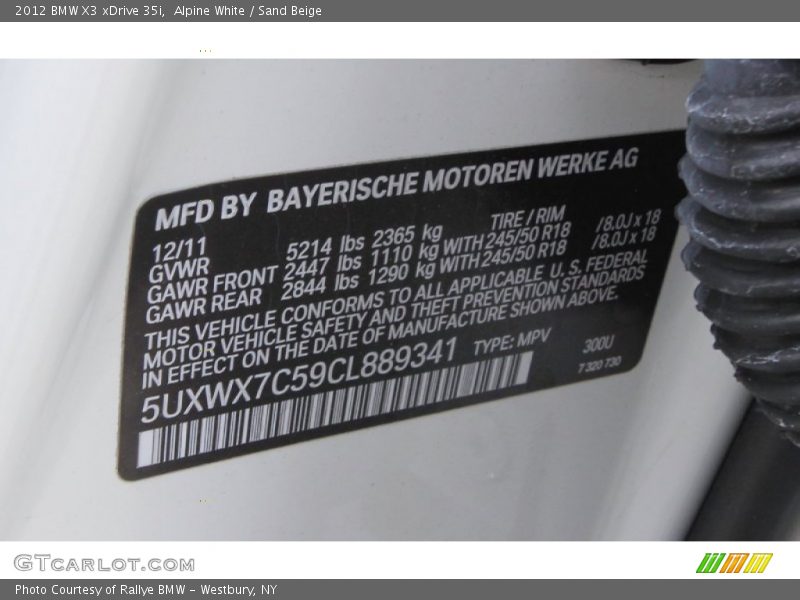 2012 BMW X3 xDrive 35i,  Alpine White / Sand Beige
MFD BY BAYERISCHE MOTOREN WERKE AG
12/11 TIRE / RIM
GVWR 5214 lbs 2365 kg
GAWR FRONT 2447 lbs 1110 kg WITH 245/50 R18 /8.0J x 18
GAWR REAR 2844 lbs 1290 kg WITH 245/50 R18 /8.0J x 18
THIS VEHICLE CONFORMS TO ALL APPLICABLE U. S. FEDERAL
MOTOR VEHICLE SAFETY AND THEFT PREVENTION STANDARDS
IN EFFECT ON THE DATE OF MANUFACTURE SHOWN ABOVE.
5UXWX7C59CL889341 TYPE: MPV 300U
7 320 730
GTCARLOT.COM
Photo Courtesy of Rallye BMW - Westbury, NY